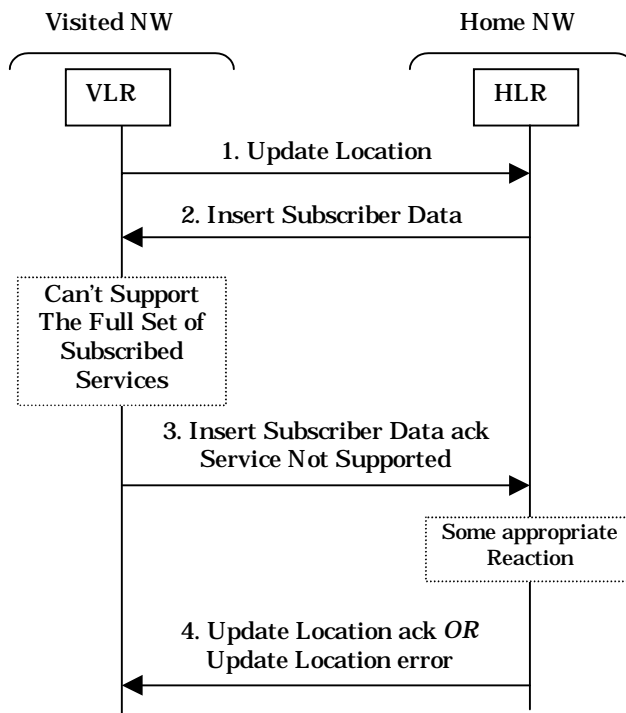 Visited NW
Home NW
VLR
HLR
1. Update Location
2. Insert Subscriber Data
Can't Support
The Full Set of
Subscribed
Services
3. Insert Subscriber Data ack
Service Not Supported
Some appropriate
Reaction
4. Update Location ack OR
Update Location error